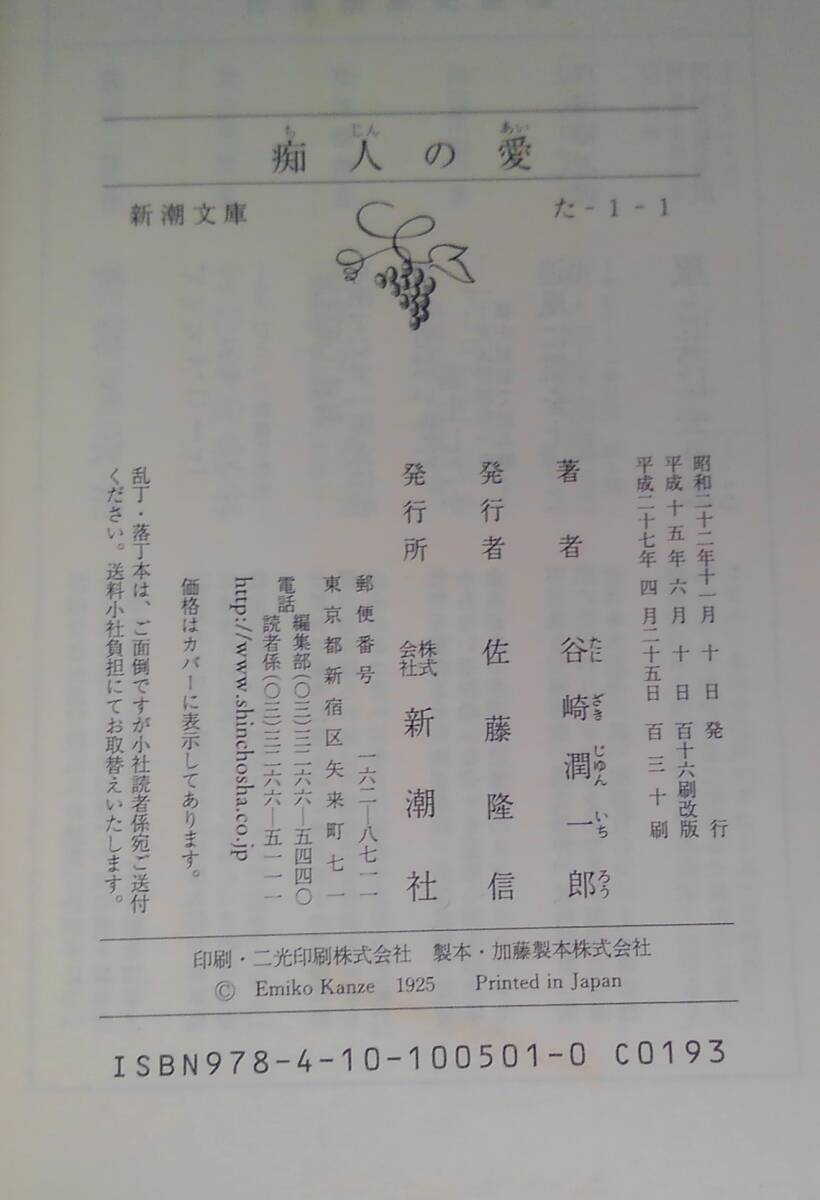 痴人の愛
新潮文庫
た-1-1
昭和二十二年十一月十日発行
平成十五年六月十日百十六刷改版
平成二十七年四月二十五日百三十刷
著者 谷崎潤一郎
発行者 佐藤隆信
発行所 株式会社 新潮社
郵便番号 一六二―八七一一
東京都新宿区矢来町七一
電話 編集部(〇三)三二六六―五四四〇
読者係(〇三)三二六六―五一一一
http://www.shinchosha.co.jp
価格はカバーに表示してあります。
乱丁・落丁本は、ご面倒ですが小社読者係宛ご送付
ください。送料小社負担にてお取替えいたします。
印刷・二光印刷株式会社 製本・加藤製本株式会社
© Emiko Kanze 1925 Printed in Japan
ISBN978-4-10-100501-0 C0193